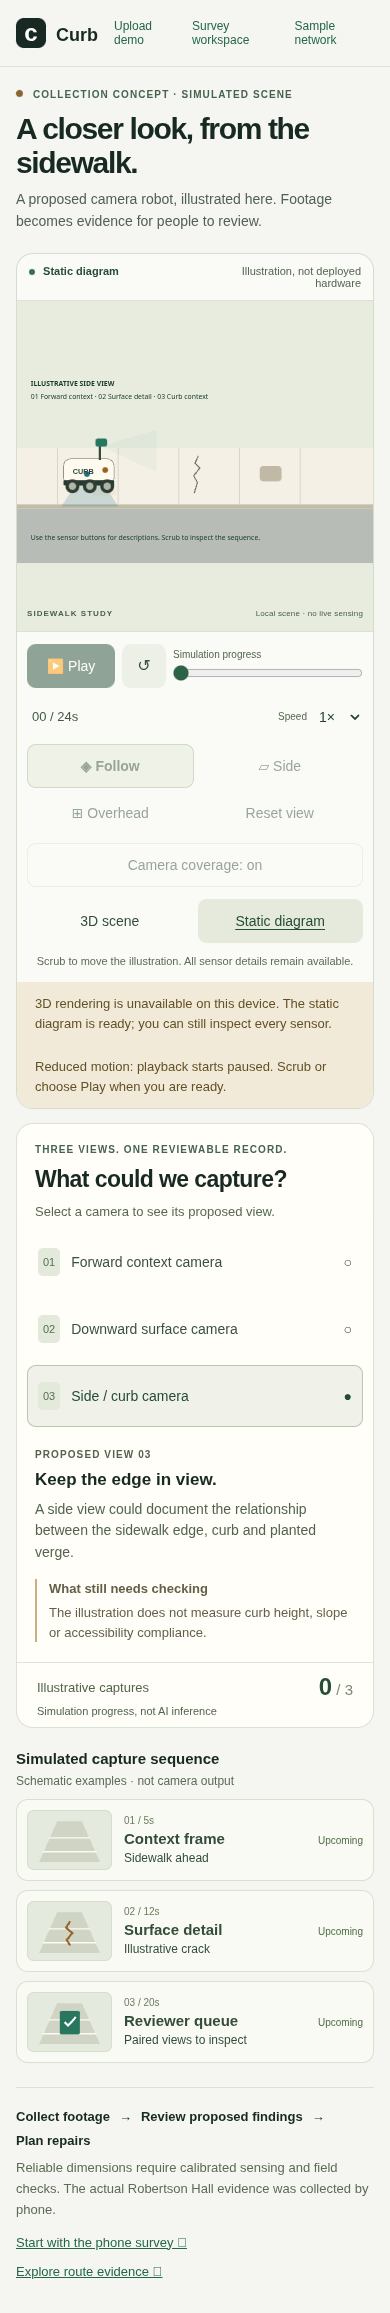 C Curb
Upload demo
Survey workspace
Sample network
COLLECTION CONCEPT · SIMULATED SCENE
A closer look, from the
sidewalk.
A proposed camera robot, illustrated here. Footage
becomes evidence for people to review.
Static diagram
Illustration, not deployed
hardware
ILLUSTRATIVE SIDE VIEW
01 Forward context · 02 Surface detail · 03 Curb context
CURB
Use the sensor buttons for descriptions. Scrub to inspect the sequence.
SIDEWALK STUDY
Local scene · no live sensing
▶️ Play
↺
Simulation progress
00 / 24s
Speed 1×
◈ Follow
▱ Side
⊞ Overhead
Reset view
Camera coverage: on
3D scene
Static diagram
Scrub to move the illustration. All sensor details remain available.
3D rendering is unavailable on this device. The static
diagram is ready; you can still inspect every sensor.
Reduced motion: playback starts paused. Scrub or
choose Play when you are ready.
THREE VIEWS. ONE REVIEWABLE RECORD.
What could we capture?
Select a camera to see its proposed view.
01 Forward context camera ○
02 Downward surface camera ○
03 Side / curb camera ●
PROPOSED VIEW 03
Keep the edge in view.
A side view could document the relationship
between the sidewalk edge, curb and planted
verge.
What still needs checking
The illustration does not measure curb height, slope
or accessibility compliance.
Illustrative captures
0 / 3
Simulation progress, not AI inference
Simulated capture sequence
Schematic examples · not camera output
01 / 5s
Context frame
Sidewalk ahead
Upcoming
02 / 12s
Surface detail
Illustrative crack
Upcoming
03 / 20s
Reviewer queue
Paired views to inspect
Upcoming
Collect footage → Review proposed findings →
Plan repairs
Reliable dimensions require calibrated sensing and field
checks. The actual Robertson Hall evidence was collected by
phone.
Start with the phone survey
Explore route evidence